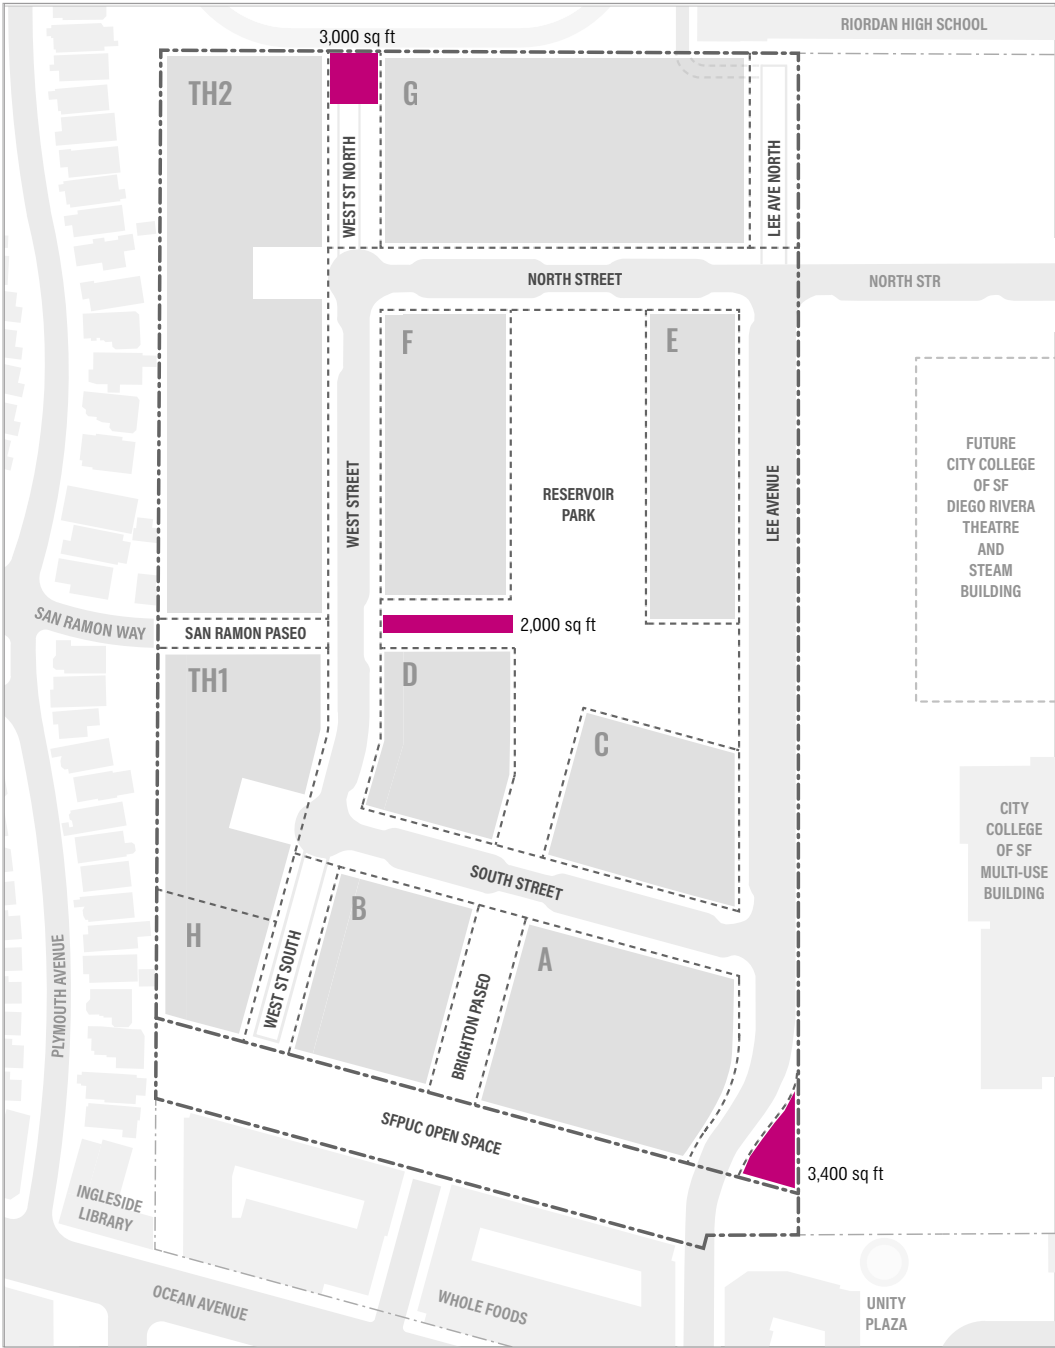 RIORDAN HIGH SCHOOL
3,000 sq ft
TH2
G
WEST ST NORTH
LEE AVE NORTH
NORTH STREET
NORTH STR
F
E
FUTURE
CITY COLLEGE
OF SF
DIEGO RIVERA
THEATRE
AND
STEAM
BUILDING
WEST STREET
RESERVOIR
PARK
LEE AVENUE
SAN RAMON WAY
SAN RAMON PASEO
2,000 sq ft
TH1
D
C
CITY
COLLEGE
OF SF
MULTI-USE
BUILDING
SOUTH STREET
B
H
A
WEST ST SOUTH
PLYMOUTH AVENUE
BRIGHTON PASEO
SFPUC OPEN SPACE
3,400 sq ft
INGLESIDE
LIBRARY
OCEAN AVENUE
WHOLE FOODS
UNITY
PLAZA